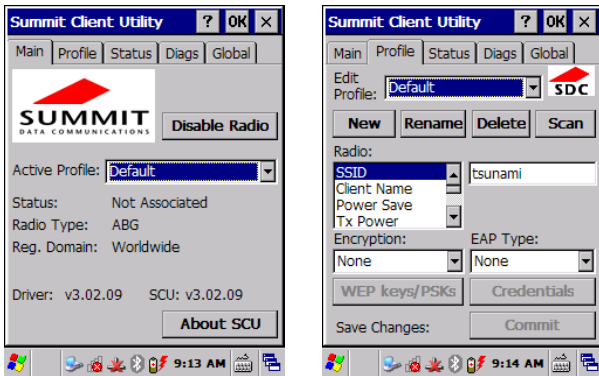 Summit Client Utility ? OK ×
Main Profile Status Diags Global
SUMMIT
DATA COMMUNICATIONS
Disable Radio
Active Profile: Default
Status: Not Associated
Radio Type: ABG
Reg. Domain: Worldwide
Driver: v3.02.09 SCU: v3.02.09
About SCU
9:13 AM
Summit Client Utility ? OK ×
Main Profile Status Diags Global
Edit
Profile: Default
SDC
New Rename Delete Scan
Radio:
SSID tsunami
Client Name
Power Save
Tx Power
Encryption: EAP Type:
None None
WEP keys/PSKs Credentials
Save Changes: Commit
9:14 AM